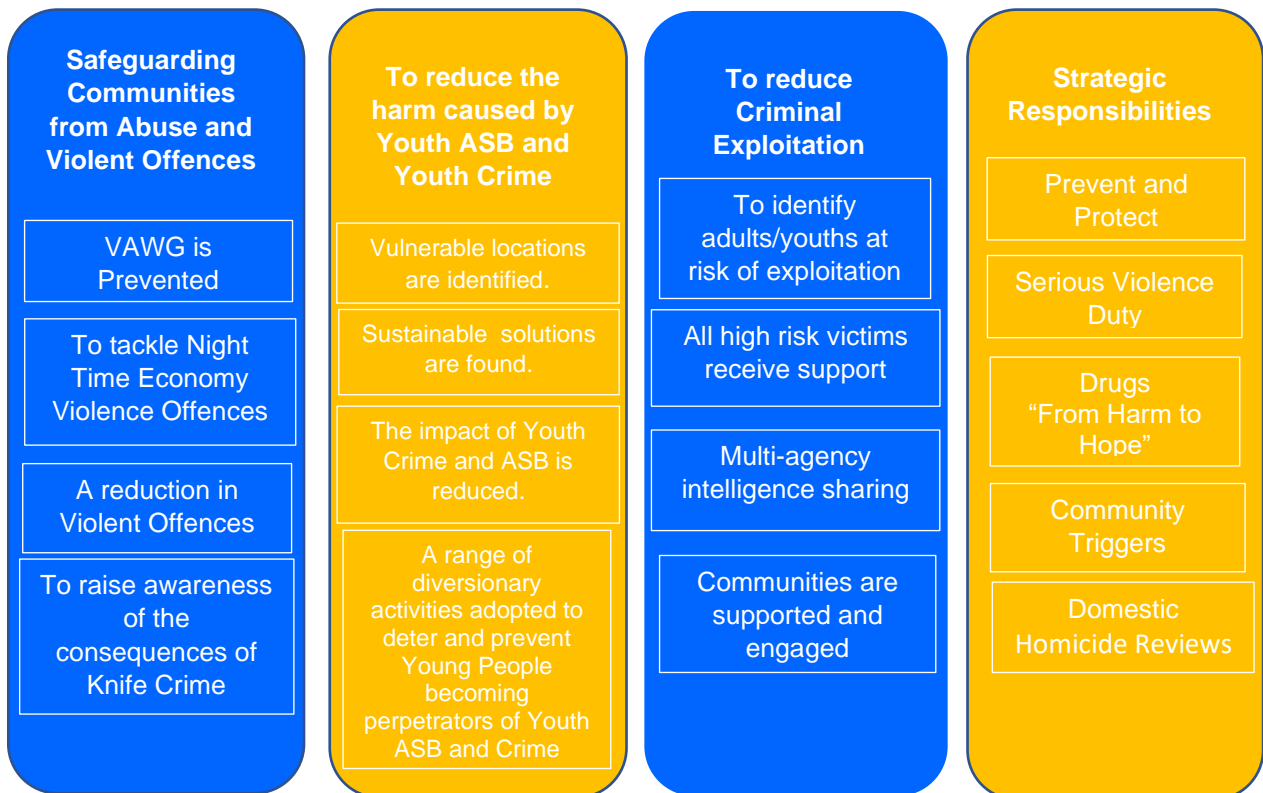 Safeguarding
Communities
from Abuse and
Violent Offences
VAWG is
Prevented
To tackle Night
Time Economy
Violence Offences
A reduction in
Violent Offences
To raise awareness
of the
consequences of
Knife Crime
To reduce the
harm caused by
Youth ASB and
Youth Crime
Vulnerable locations
are identified.
Sustainable solutions
are found.
The impact of Youth
Crime and ASB is
reduced.
A range of
diversionary
activities adopted to
deter and prevent
Young People
becoming
perpetrators of Youth
ASB and Crime
To reduce
Criminal
Exploitation
To identify
adults/youths at
risk of exploitation
All high risk victims
receive support
Multi-agency
intelligence sharing
Communities are
supported and
engaged
Strategic
Responsibilities
Prevent and
Protect
Serious Violence
Duty
Drugs
“From Harm to
Hope”
Community
Triggers
Domestic
Homicide Reviews